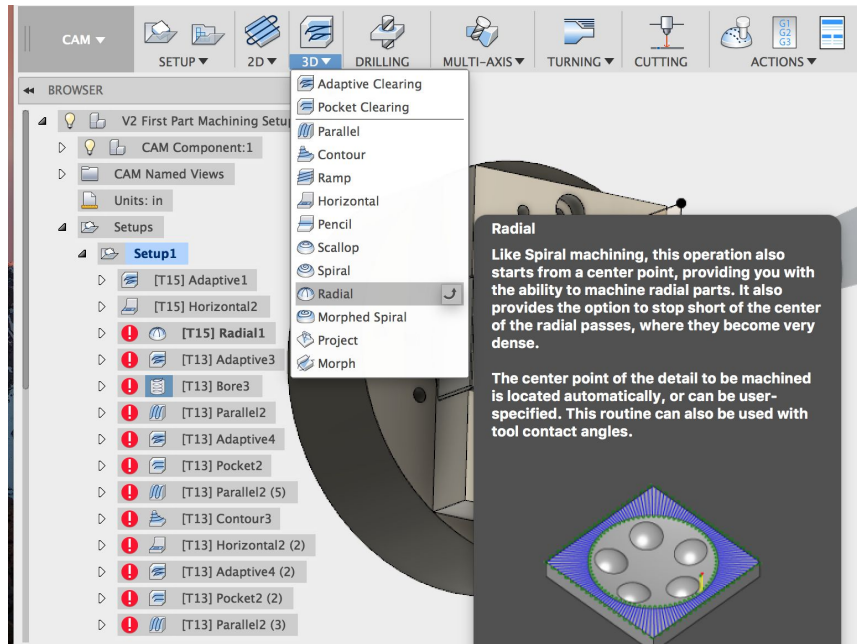 CAM
SETUP
2D
3D
DRILLING
MULTI-AXIS
TURNING
CUTTING
G1
G2
G3
ACTIONS
BROWSER
Adaptive Clearing
Pocket Clearing
Parallel
Contour
Ramp
Horizontal
Pencil
Scallop
Spiral
Radial
Morphed Spiral
Project
Morph
V2 First Part Machining Setup
CAM Component:1
CAM Named Views
Units: in
Setups
Setup1
[T15] Adaptive1
[T15] Horizontal2
[T15] Radial1
[T13] Adaptive3
[T13] Bore3
[T13] Parallel2
[T13] Adaptive4
[T13] Pocket2
[T13] Parallel2 (5)
[T13] Contour3
[T13] Horizontal2 (2)
[T13] Adaptive4 (2)
[T13] Pocket2 (2)
[T13] Parallel2 (3)
Radial
Like Spiral machining, this operation also
starts from a center point, providing you with
the ability to machine radial parts. It also
provides the option to stop short of the center
of the radial passes, where they become very
dense.
The center point of the detail to be machined
is located automatically, or can be user-
specified. This routine can also be used with
tool contact angles.